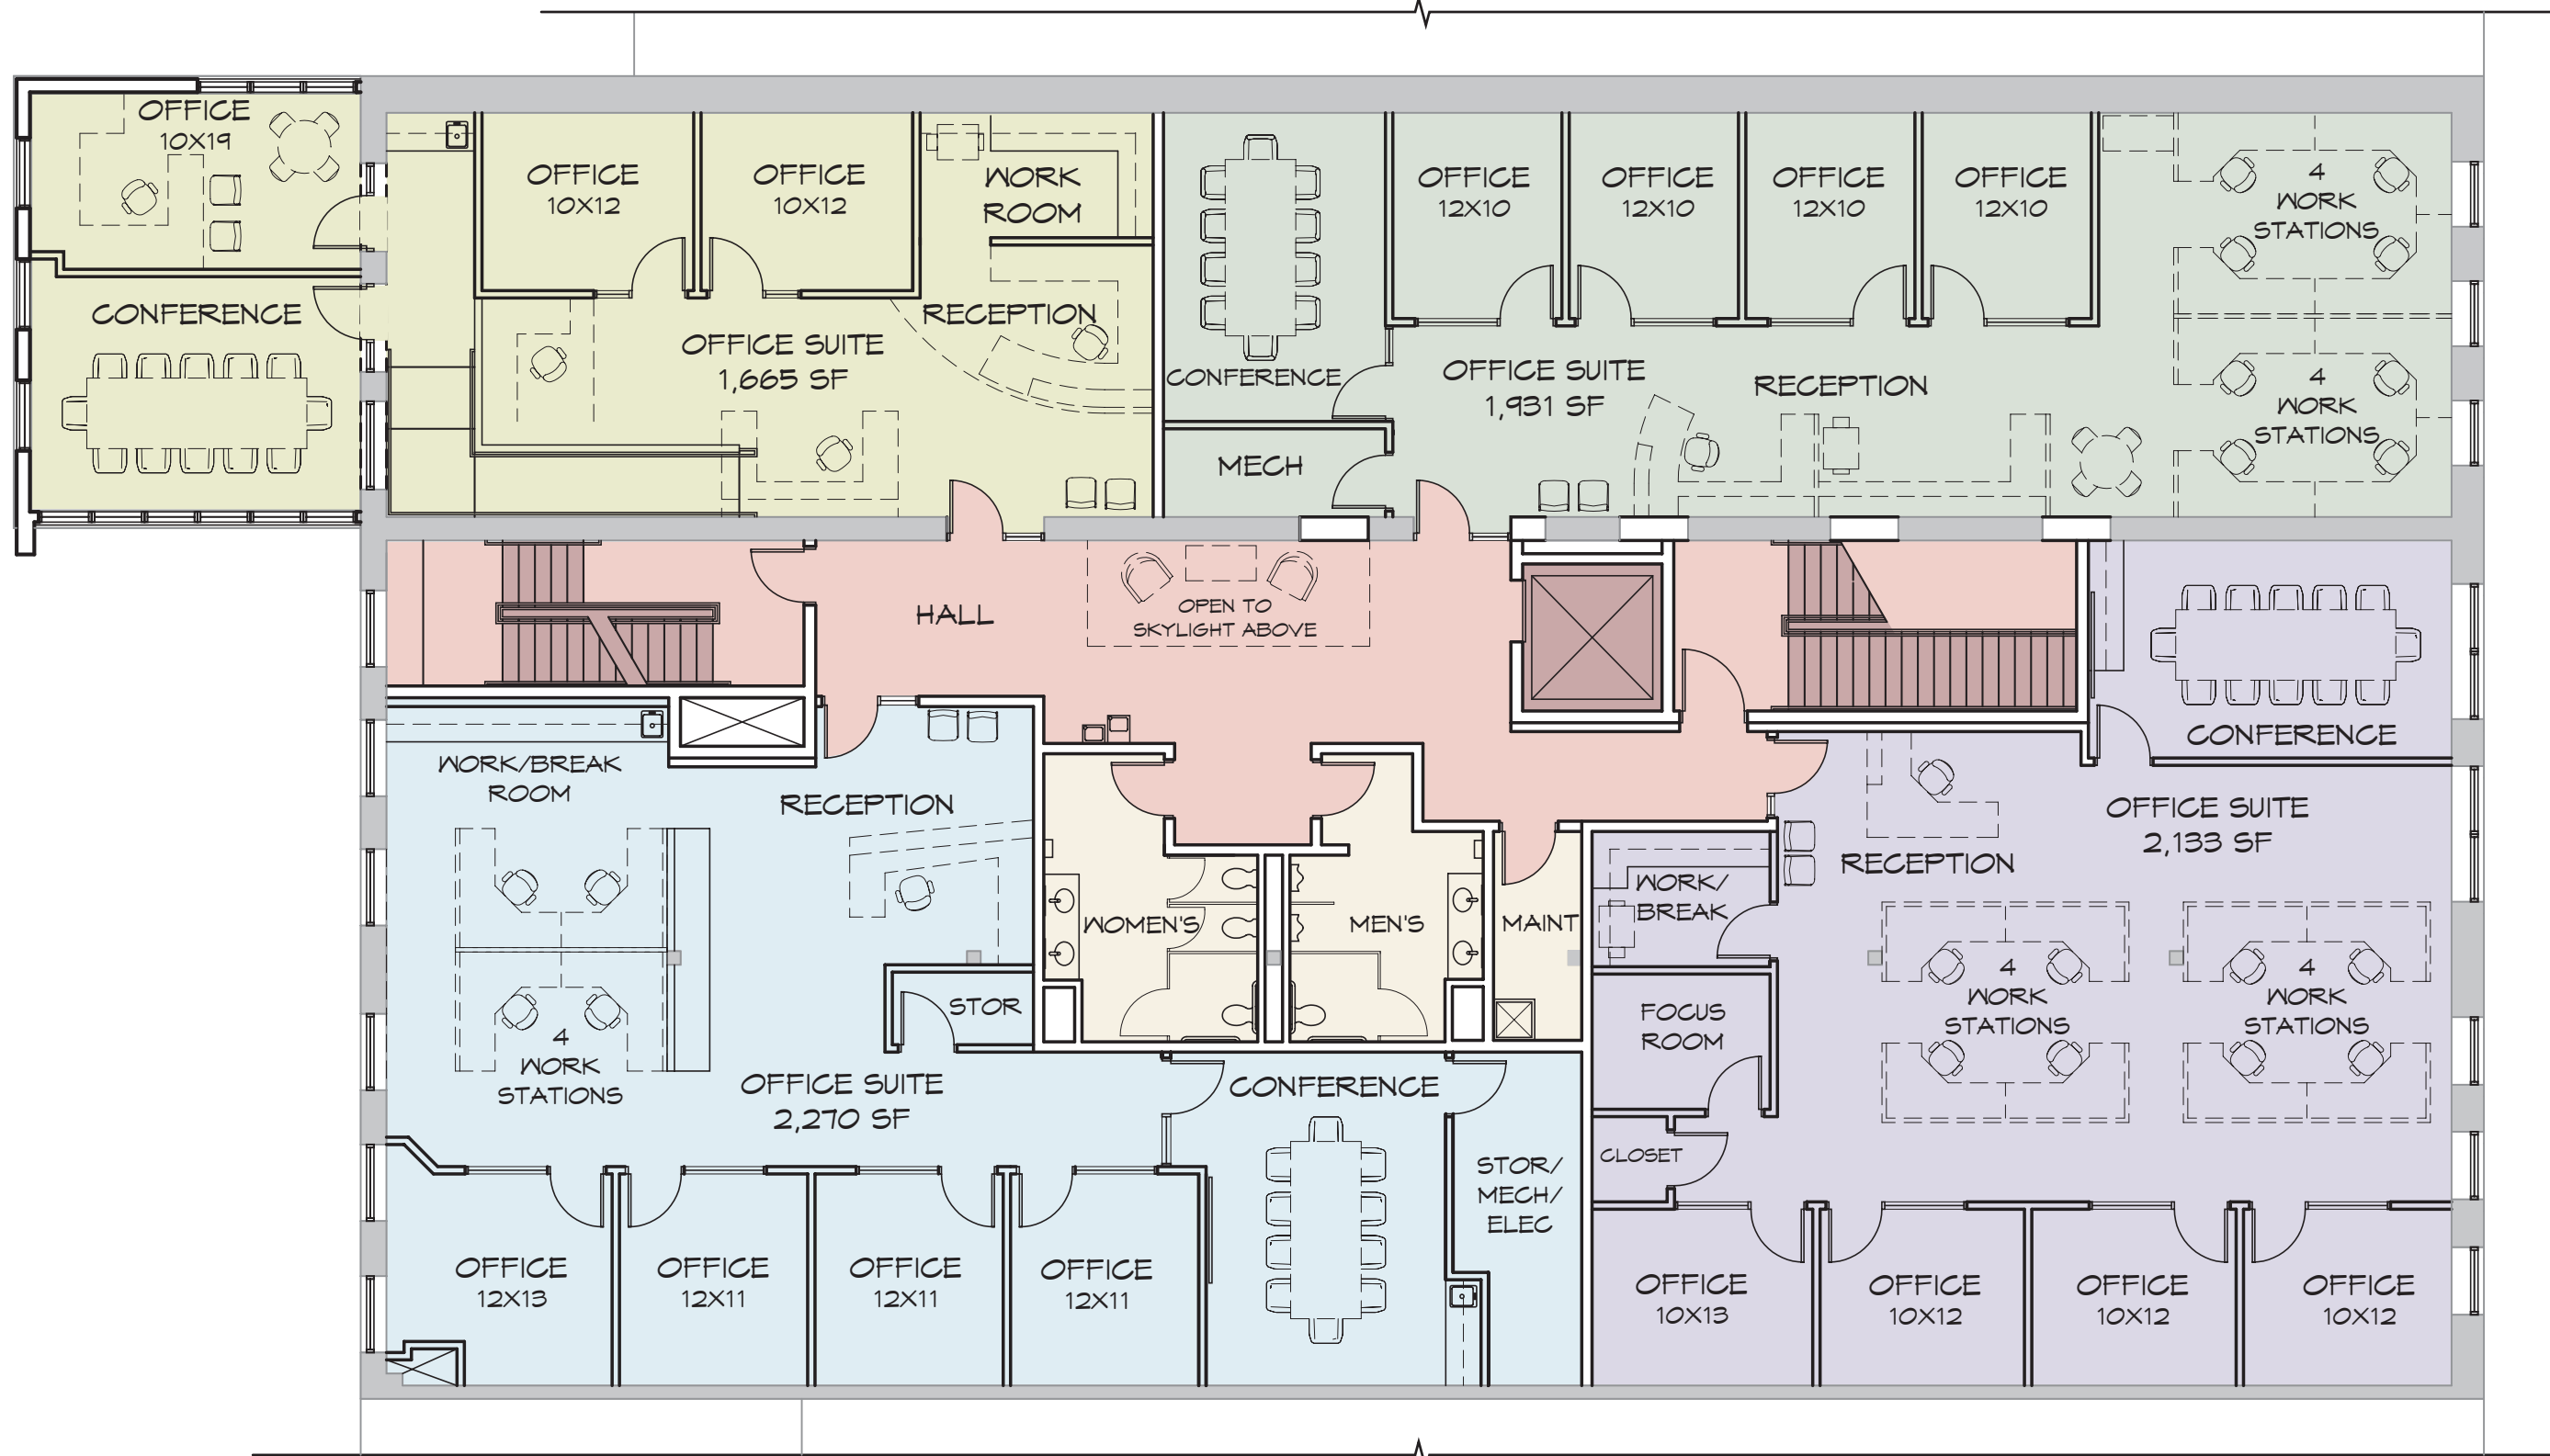 OFFICE
10X19
CONFERENCE
OFFICE
10X12
OFFICE
10X12
WORK
ROOM
RECEPTION
OFFICE SUITE
1,665 SF
CONFERENCE
MECH
OFFICE
12X10
OFFICE
12X10
OFFICE
12X10
OFFICE
12X10
OFFICE SUITE
1,931 SF
RECEPTION
4
WORK
STATIONS
4
WORK
STATIONS
HALL
OPEN TO
SKYLIGHT ABOVE
CONFERENCE
WORK/BREAK
ROOM
RECEPTION
4
WORK
STATIONS
STOR
OFFICE SUITE
2,270 SF
WOMEN'S
MEN'S
MAINT
CONFERENCE
STOR/
MECH/
ELEC
OFFICE
12X13
OFFICE
12X11
OFFICE
12X11
OFFICE
12X11
OFFICE SUITE
2,133 SF
RECEPTION
WORK/
BREAK
FOCUS
ROOM
CLOSET
4
WORK
STATIONS
4
WORK
STATIONS
OFFICE
10X13
OFFICE
10X12
OFFICE
10X12
OFFICE
10X12